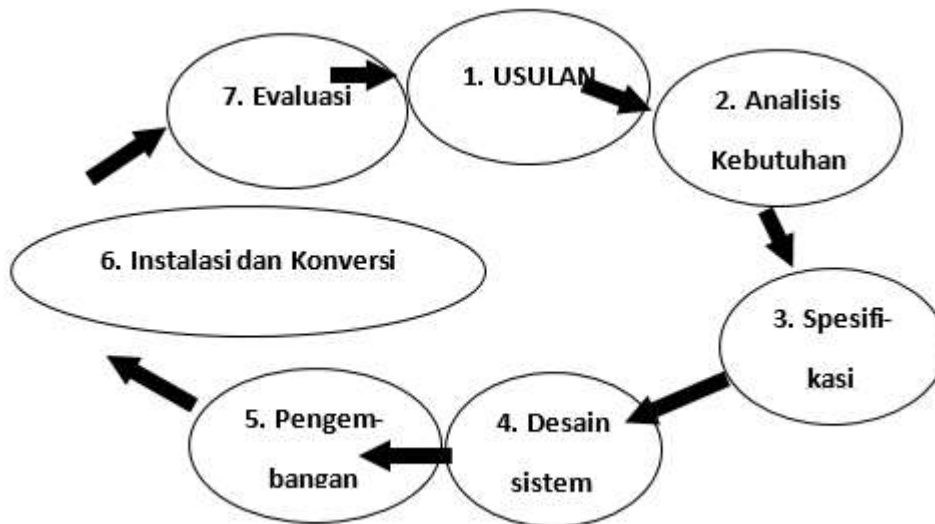 1. USULAN
2. Analisis
Kebutuhan
3. Spesifi-
kasi
4. Desain
sistem
5. Pengem-
bangan
6. Instalasi dan Konversi
7. Evaluasi